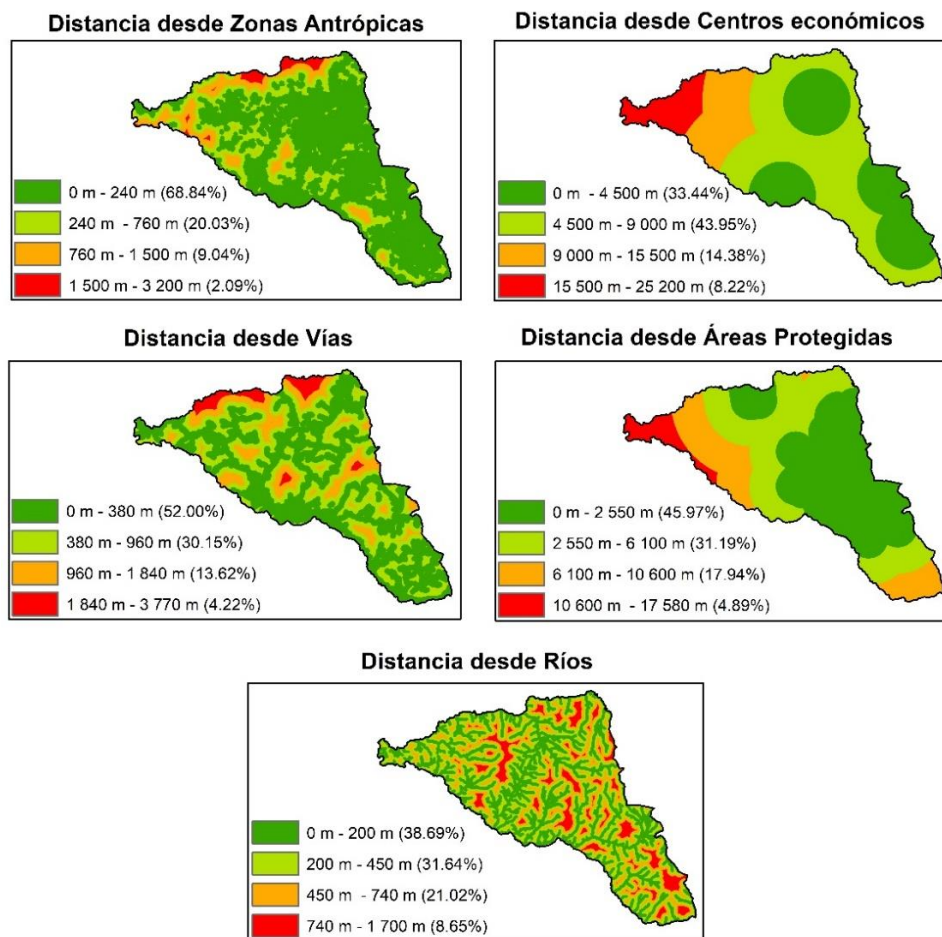 Distancia desde Zonas Antrópicas
0 m - 240 m (68.84%)
240 m - 760 m (20.03%)
760 m - 1 500 m (9.04%)
1 500 m - 3 200 m (2.09%)
Distancia desde Centros económicos
0 m - 4 500 m (33.44%)
4 500 m - 9 000 m (43.95%)
9 000 m - 15 500 m (14.38%)
15 500 m - 25 200 m (8.22%)
Distancia desde Vías
0 m - 380 m (52.00%)
380 m - 960 m (30.15%)
960 m - 1 840 m (13.62%)
1 840 m - 3 770 m (4.22%)
Distancia desde Áreas Protegidas
0 m - 2 550 m (45.97%)
2 550 m - 6 100 m (31.19%)
6 100 m - 10 600 m (17.94%)
10 600 m - 17 580 m (4.89%)
Distancia desde Ríos
0 m - 200 m (38.69%)
200 m - 450 m (31.64%)
450 m - 740 m (21.02%)
740 m - 1 700 m (8.65%)